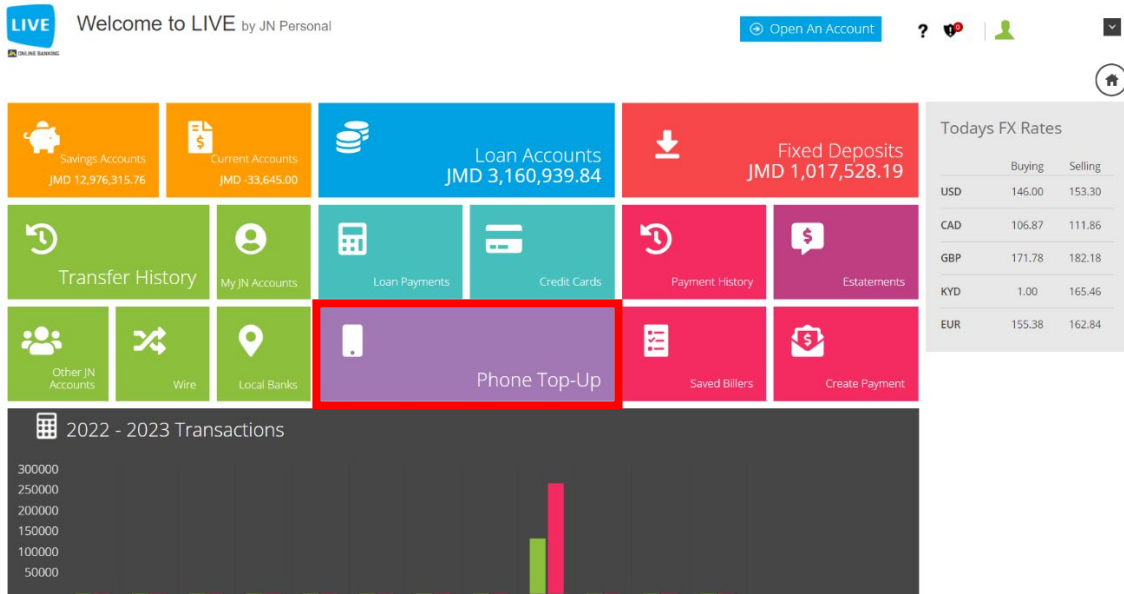 LIVE
JN ONLINE BANKING
Welcome to LIVE by JN Personal
Open An Account
?
0
Savings Accounts
JMD 12,976,315.76
Current Accounts
JMD -33,645.00
Loan Accounts
JMD 3,160,939.84
Fixed Deposits
JMD 1,017,528.19
Transfer History
My JN Accounts
Loan Payments
Credit Cards
Payment History
Estatements
Other JN
Accounts
Wire
Local Banks
Phone Top-Up
Saved Billers
Create Payment
Todays FX Rates
Buying Selling
USD 146.00 153.30
CAD 106.87 111.86
GBP 171.78 182.18
KYD 1.00 165.46
EUR 155.38 162.84
2022 - 2023 Transactions
300000
250000
200000
150000
100000
50000